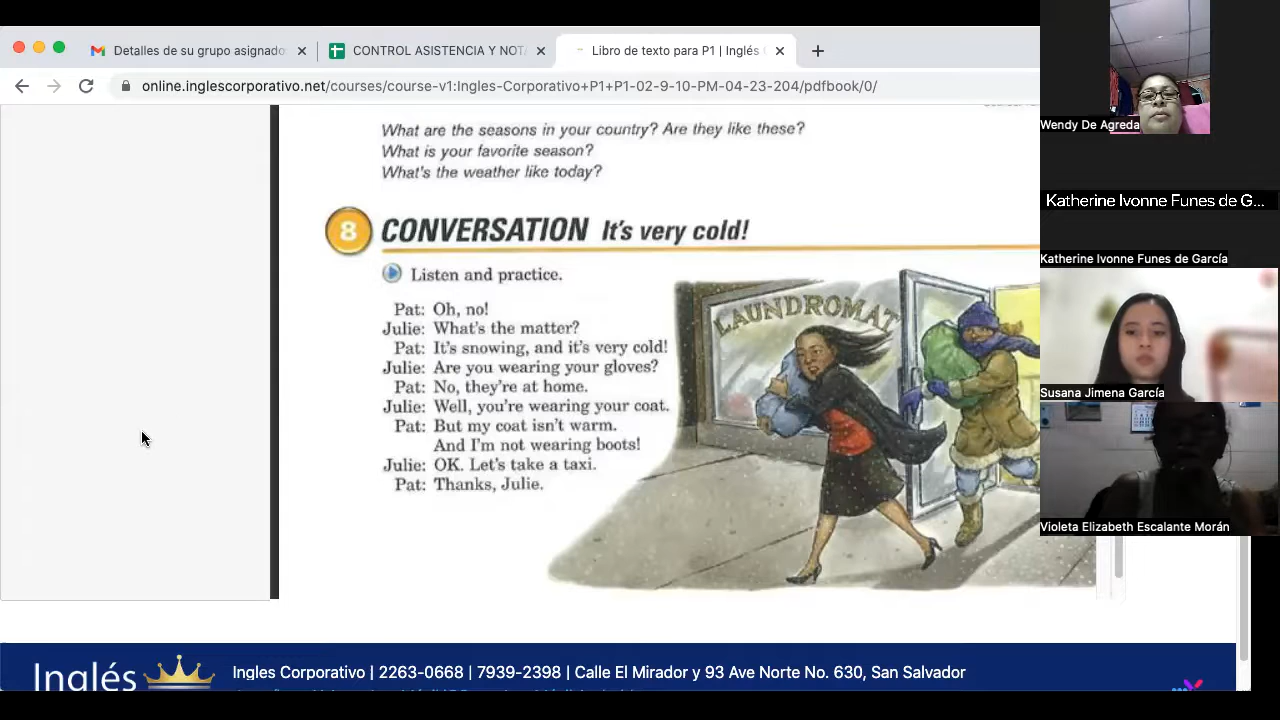 Detalles de su grupo asignado
CONTROL ASISTENCIA Y NOT
Libro de texto para P1 | Inglés
online.inglescorporativo.net/courses/course-v1:Ingles-Corporativo+P1+P1-02-9-10-PM-04-23-204/pdfbook/0/
What are the seasons in your country? Are they like these?
What is your favorite season?
What's the weather like today?
8 CONVERSATION It's very cold!
Listen and practice.
Pat: Oh, no!
Julie: What's the matter?
Pat: It's snowing, and it's very cold!
Julie: Are you wearing your gloves?
Pat: No, they're at home.
Julie: Well, you're wearing your coat.
Pat: But my coat isn't warm.
And I'm not wearing boots!
Julie: OK. Let's take a taxi.
Pat: Thanks, Julie.
LAUNDROMAT
Wendy De Agreda
Katherine Ivonne Funes de G...
Katherine Ivonne Funes de García
Susana Jimena García
Violeta Elizabeth Escalante Morán
Inglés
Ingles Corporativo | 2263-0668 | 7939-2398 | Calle El Mirador y 93 Ave Norte No. 630, San Salvador